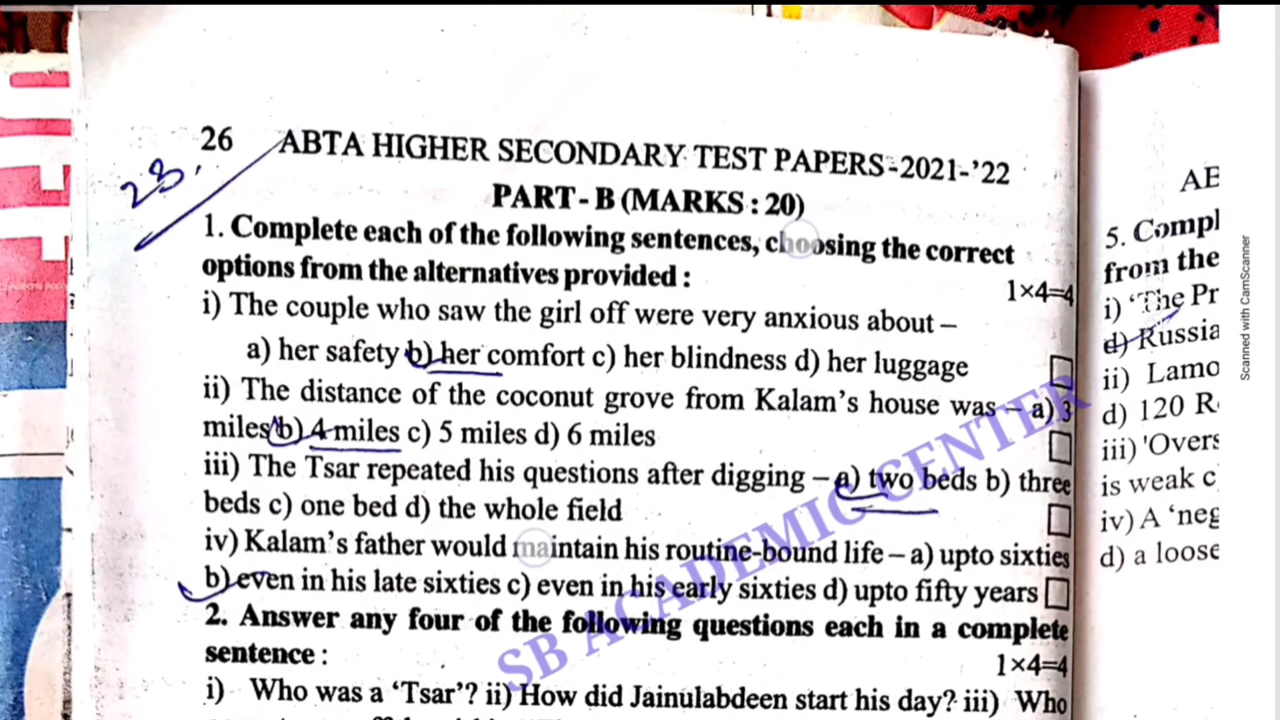 26 ABTA HIGHER SECONDARY TEST PAPERS-2021-'22
23.
PART - B (MARKS : 20)
1. Complete each of the following sentences, choosing the correct
options from the alternatives provided :
1×4=4
i) The couple who saw the girl off were very anxious about –
a) her safety b) her comfort c) her blindness d) her luggage
ii) The distance of the coconut grove from Kalam's house was – a) 3
miles b) 4 miles c) 5 miles d) 6 miles
iii) The Tsar repeated his questions after digging – a) two beds b) three
beds c) one bed d) the whole field
iv) Kalam's father would maintain his routine-bound life – a) upto sixties
b) even in his late sixties c) even in his early sixties d) upto fifty years
2. Answer any four of the following questions each in a complete
sentence :
1×4=4
i) Who was a 'Tsar'? ii) How did Jainulabdeen start his day? iii) Who
SB ACADEMIC CENTER
AB
5. Compl
from the
i) 'The Pr
d) Russia
ii) Lamo
d) 120 R
iii) 'Overs
is weak c
iv) A 'neg
d) a loose
Scanned with CamScanner